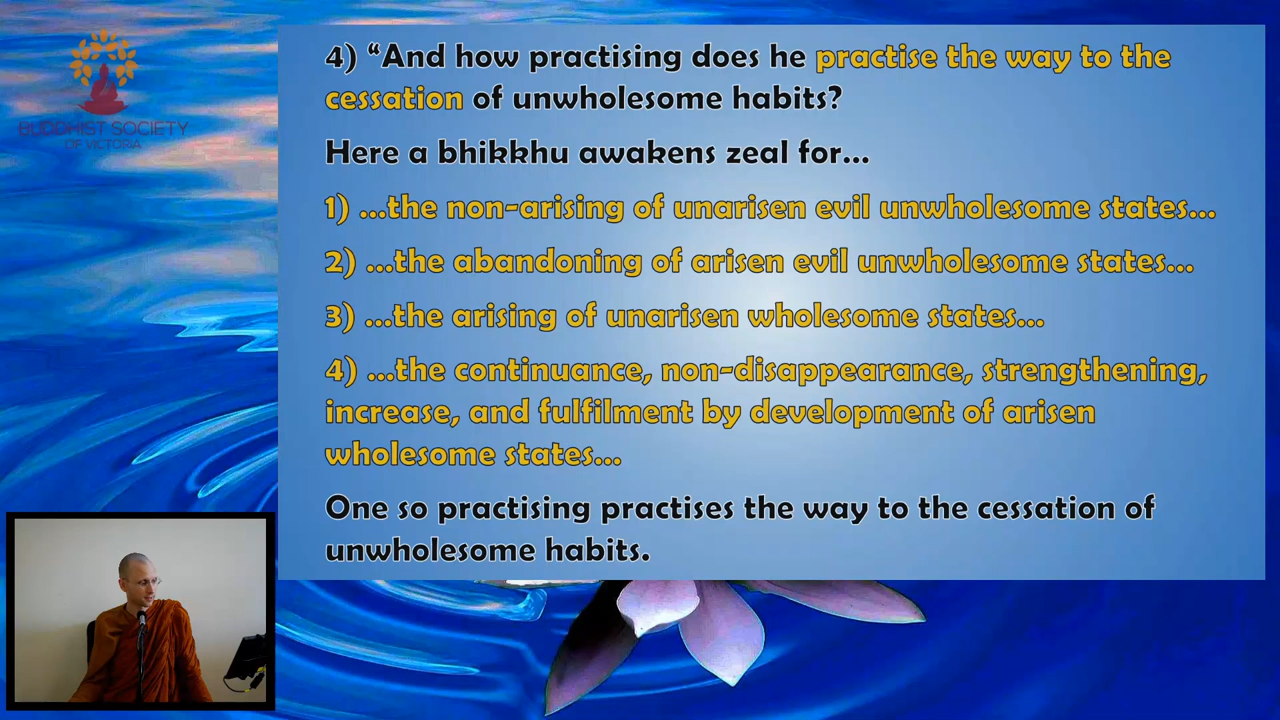 BUDDHIST SOCIETY
OF VICTORIA
4) “And how practising does he practise the way to the
cessation of unwholesome habits?
Here a bhikkhu awakens zeal for...
1) ...the non-arising of unarisen evil unwholesome states...
2) ...the abandoning of arisen evil unwholesome states...
3) ...the arising of unarisen wholesome states...
4) ...the continuance, non-disappearance, strengthening,
increase, and fulfilment by development of arisen
wholesome states...
One so practising practises the way to the cessation of
unwholesome habits.